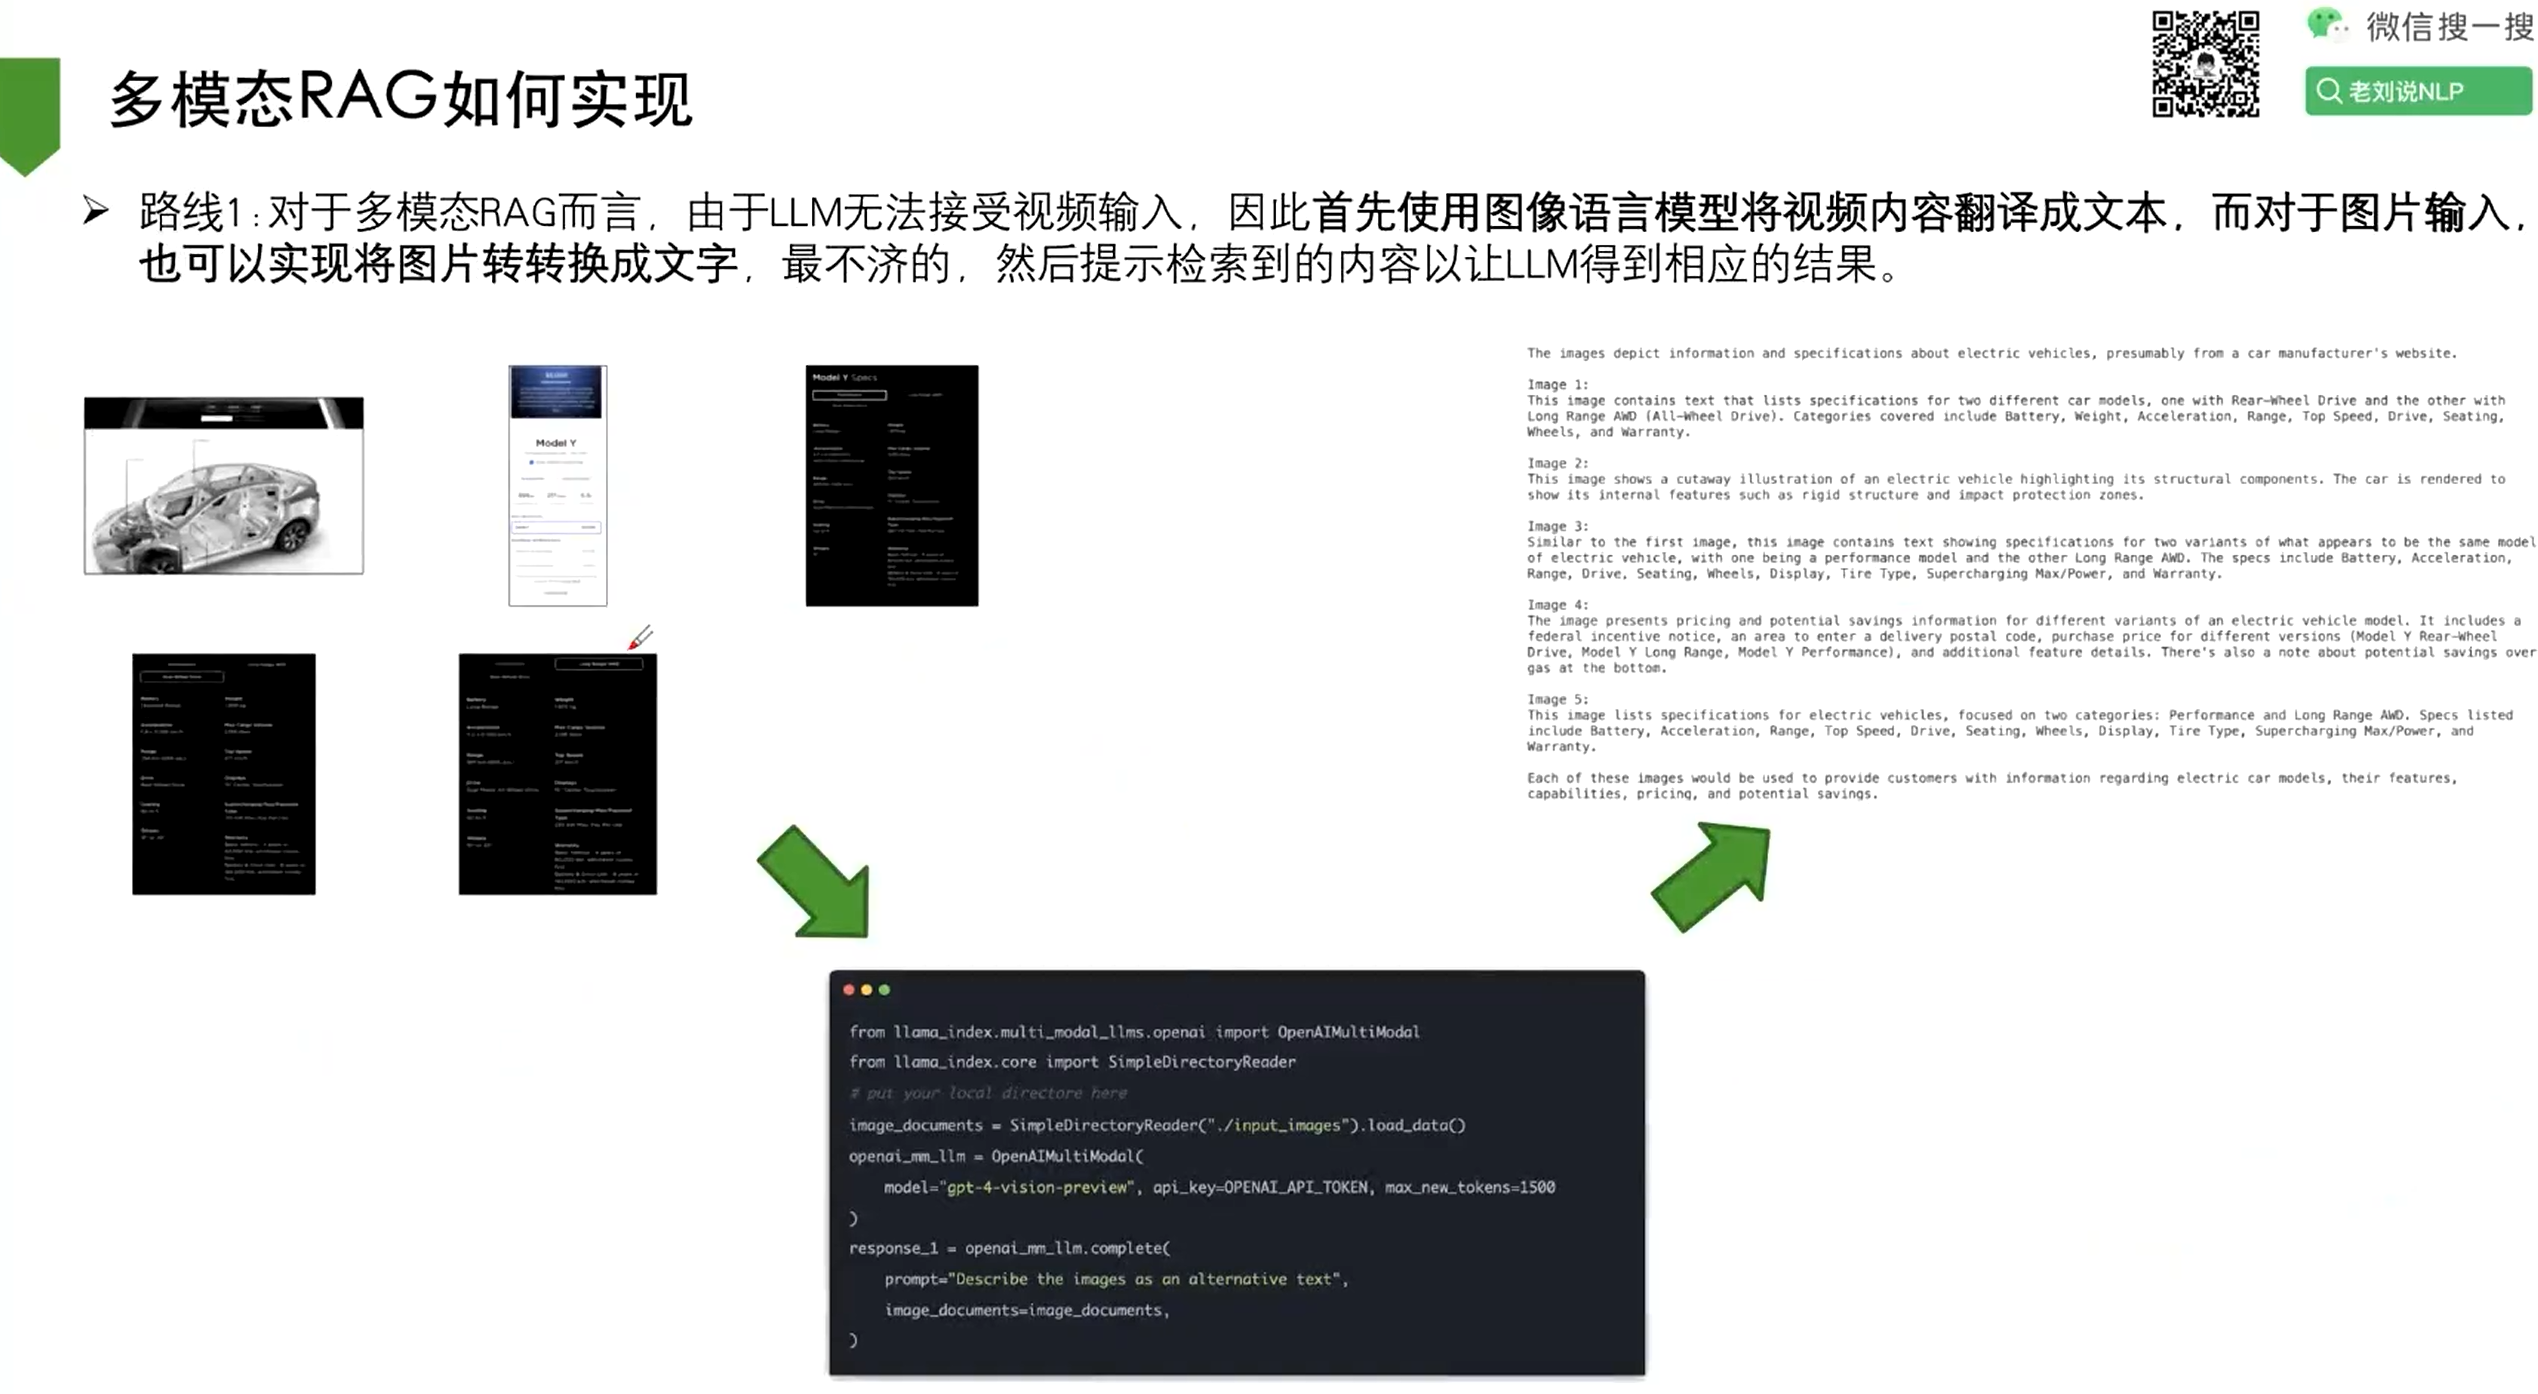 微信搜一搜
老刘说NLP
多模态RAG如何实现
路线1:对于多模态RAG而言，由于LLM无法接受视频输入，因此首先使用图像语言模型将视频内容翻译成文本，而对于图片输入，
也可以实现将图片转转换成文字，最不济的，然后提示检索到的内容以让LLM得到相应的结果。
Model Y
Model Y Specs
The images depict information and specifications about electric vehicles, presumably from a car manufacturer's website.
Image 1:
This image contains text that lists specifications for two different car models, one with Rear-Wheel Drive and the other with
Long Range AWD (All-Wheel Drive). Categories covered include Battery, Weight, Acceleration, Range, Top Speed, Drive, Seating,
Wheels, and Warranty.
Image 2:
This image shows a cutaway illustration of an electric vehicle highlighting its structural components. The car is rendered to
show its internal features such as rigid structure and impact protection zones.
Image 3:
Similar to the first image, this image contains text showing specifications for two variants of what appears to be the same model
of electric vehicle, with one being a performance model and the other Long Range AWD. The specs include Battery, Acceleration,
Range, Drive, Seating, Wheels, Display, Tire Type, Supercharging Max/Power, and Warranty.
Image 4:
The image presents pricing and potential savings information for different variants of an electric vehicle model. It includes a
federal incentive notice, an area to enter a delivery postal code, purchase price for different versions (Model Y Rear-Wheel
Drive, Model Y Long Range, Model Y Performance), and additional feature details. There's also a note about potential savings over
gas at the bottom.
Image 5:
This image lists specifications for electric vehicles, focused on two categories: Performance and Long Range AWD. Specs listed
include Battery, Acceleration, Range, Top Speed, Drive, Seating, Wheels, Display, Tire Type, Supercharging Max/Power, and
Warranty.
Each of these images would be used to provide customers with information regarding electric car models, their features,
capabilities, pricing, and potential savings.
from llama_index.multi_modal_llms.openai import OpenAIMultiModal
from llama_index.core import SimpleDirectoryReader
# put your local directore here
image_documents = SimpleDirectoryReader("./input_images").load_data()
openai_mm_llm = OpenAIMultiModal(
model="gpt-4-vision-preview", api_key=OPENAI_API_TOKEN, max_new_tokens=1500
)
response_1 = openai_mm_llm.complete(
prompt="Describe the images as an alternative text",
image_documents=image_documents,
)